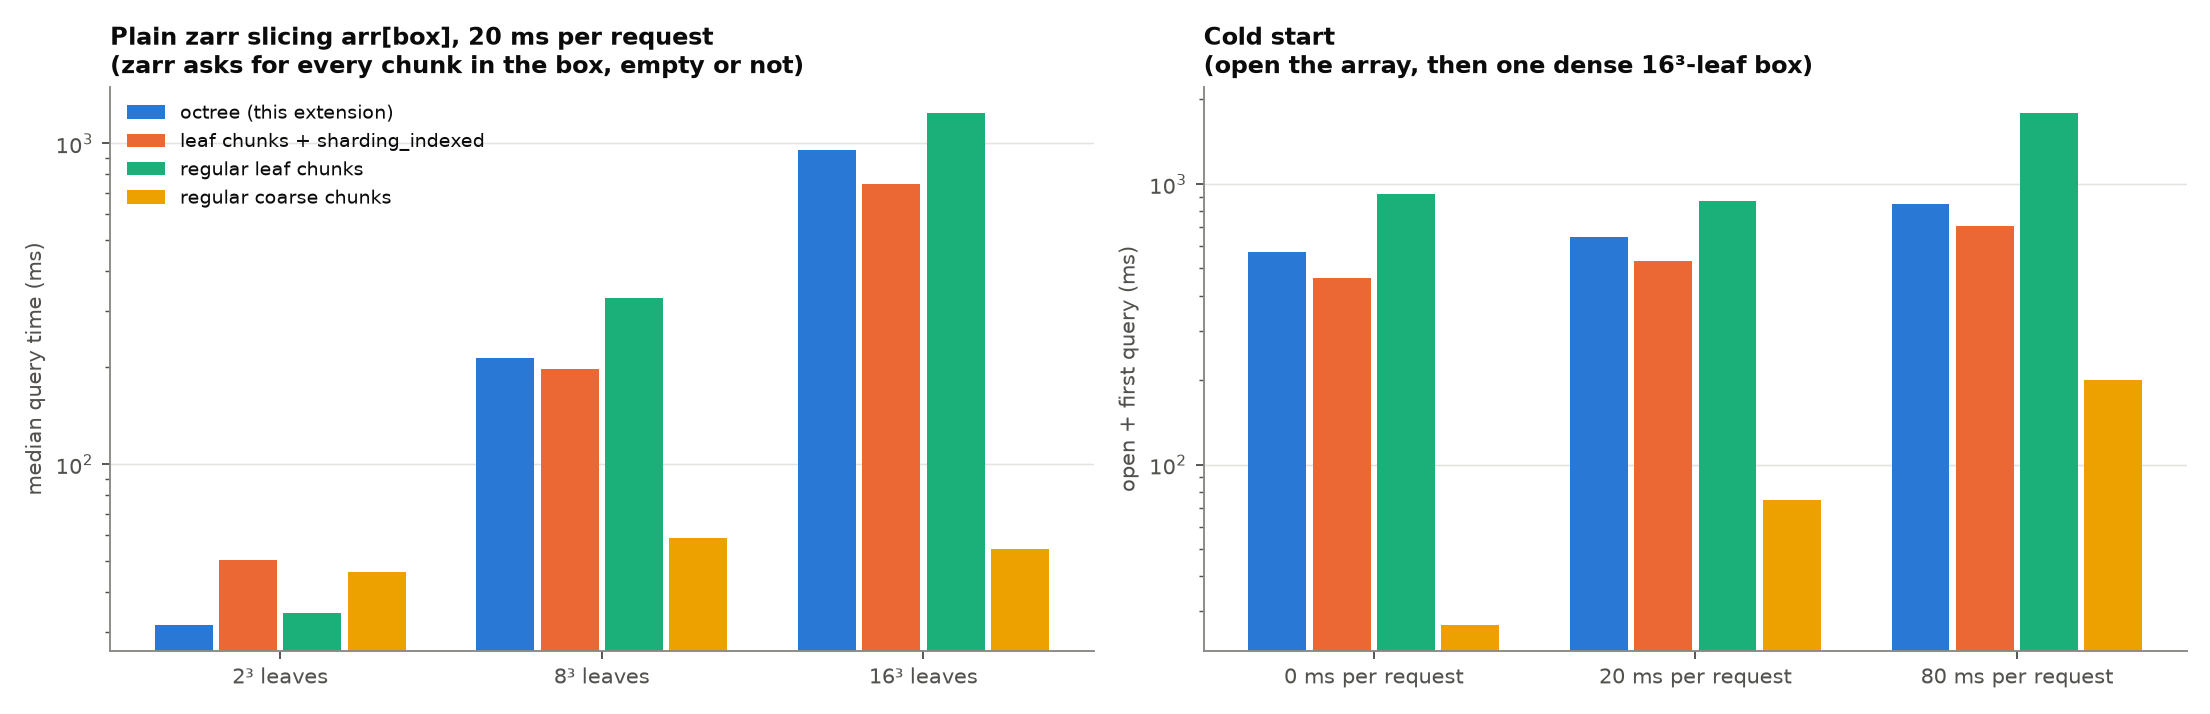 Plain zarr slicing arr[box], 20 ms per request
(zarr asks for every chunk in the box, empty or not)
octree (this extension)
leaf chunks + sharding_indexed
regular leaf chunks
regular coarse chunks
median query time (ms)
10³
10²
2³ leaves
8³ leaves
16³ leaves
Cold start
(open the array, then one dense 16³-leaf box)
open + first query (ms)
10³
10²
0 ms per request
20 ms per request
80 ms per request